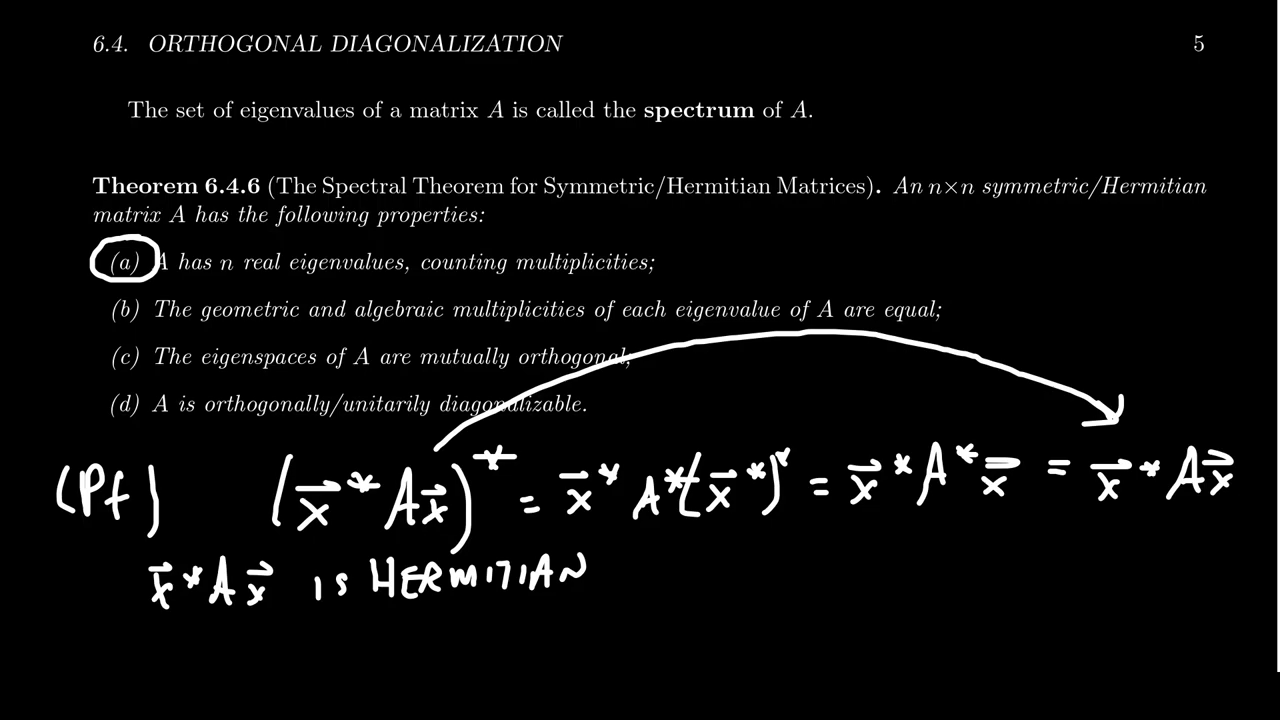 6.4. ORTHOGONAL DIAGONALIZATION 5
The set of eigenvalues of a matrix A is called the spectrum of A.
Theorem 6.4.6 (The Spectral Theorem for Symmetric/Hermitian Matrices). An n×n symmetric/Hermitian
matrix A has the following properties:
(a) A has n real eigenvalues, counting multiplicities;
(b) The geometric and algebraic multiplicities of each eigenvalue of A are equal;
(c) The eigenspaces of A are mutually orthogonal;
(d) A is orthogonally/unitarily diagonalizable.
(Pf) (x⃗*Ax⃗)* = x⃗*A*(x⃗*)* = x⃗*A*x⃗ = x⃗*Ax⃗
x⃗*Ax⃗ is HERMITIAN